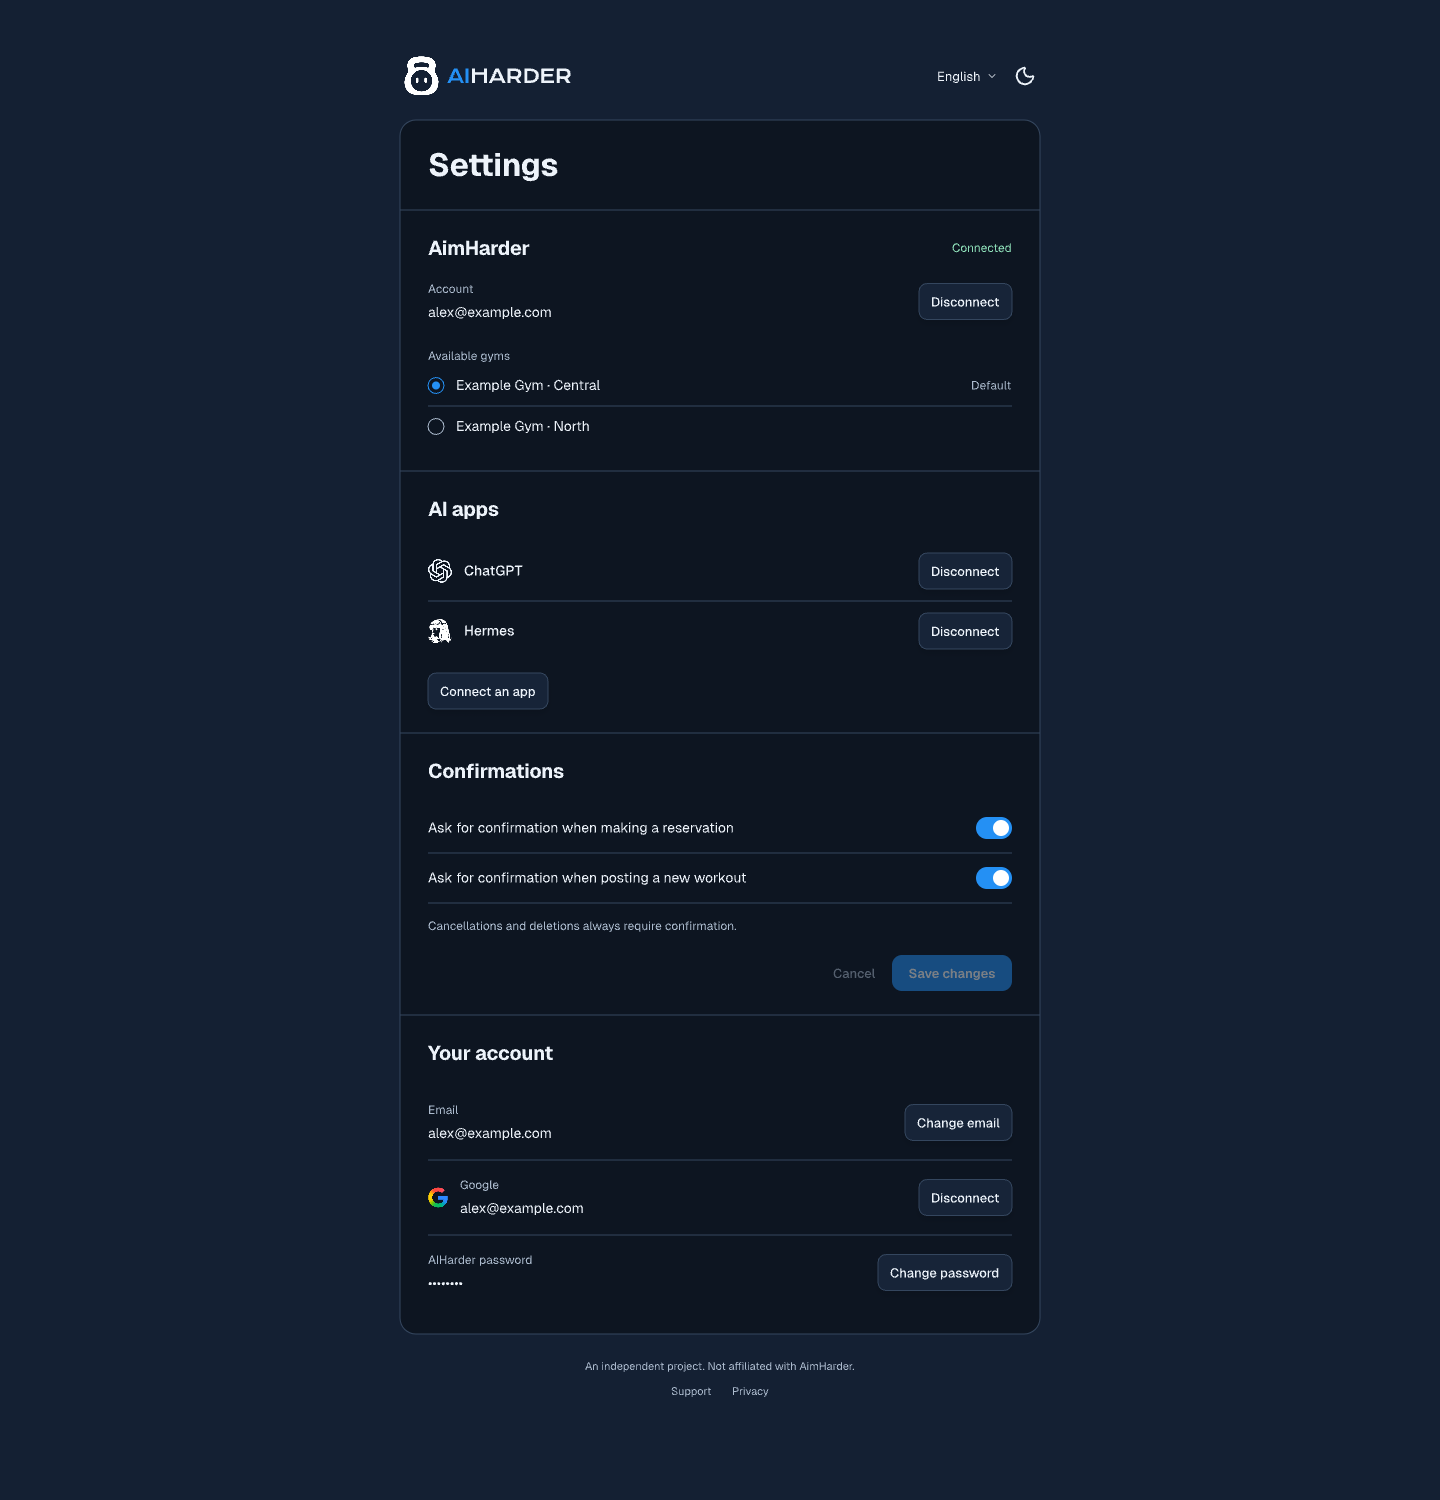 AIHARDER
English
Settings
AimHarder
Connected
Account
alex@example.com
Disconnect
Available gyms
Example Gym · Central
Default
Example Gym · North
AI apps
ChatGPT
Disconnect
Hermes
Disconnect
Connect an app
Confirmations
Ask for confirmation when making a reservation
Ask for confirmation when posting a new workout
Cancellations and deletions always require confirmation.
Cancel
Save changes
Your account
Email
alex@example.com
Change email
Google
alex@example.com
Disconnect
AIHarder password
••••••••
Change password
An independent project. Not affiliated with AimHarder.
Support
Privacy